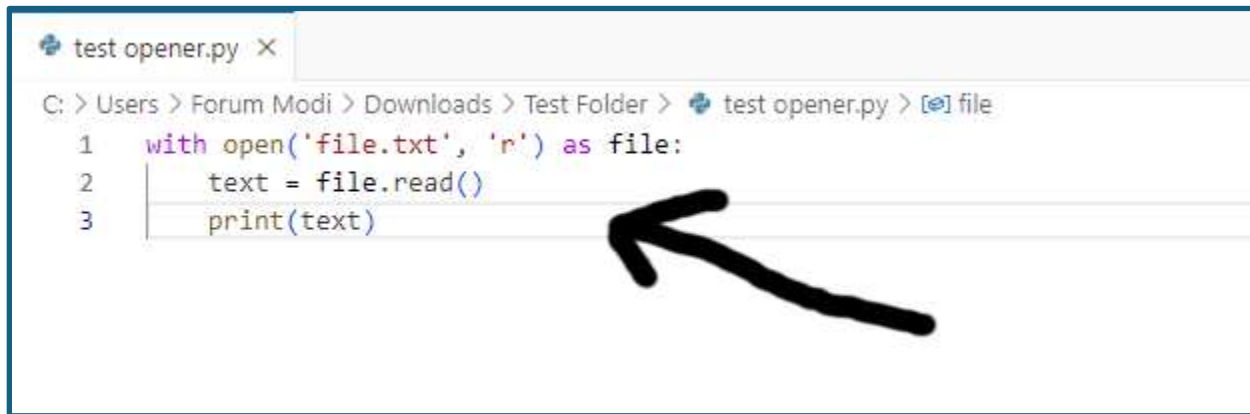 test opener.py ×
C: > Users > Forum Modi > Downloads > Test Folder > test opener.py > file
1 with open('file.txt', 'r') as file:
2 text = file.read()
3 print(text)